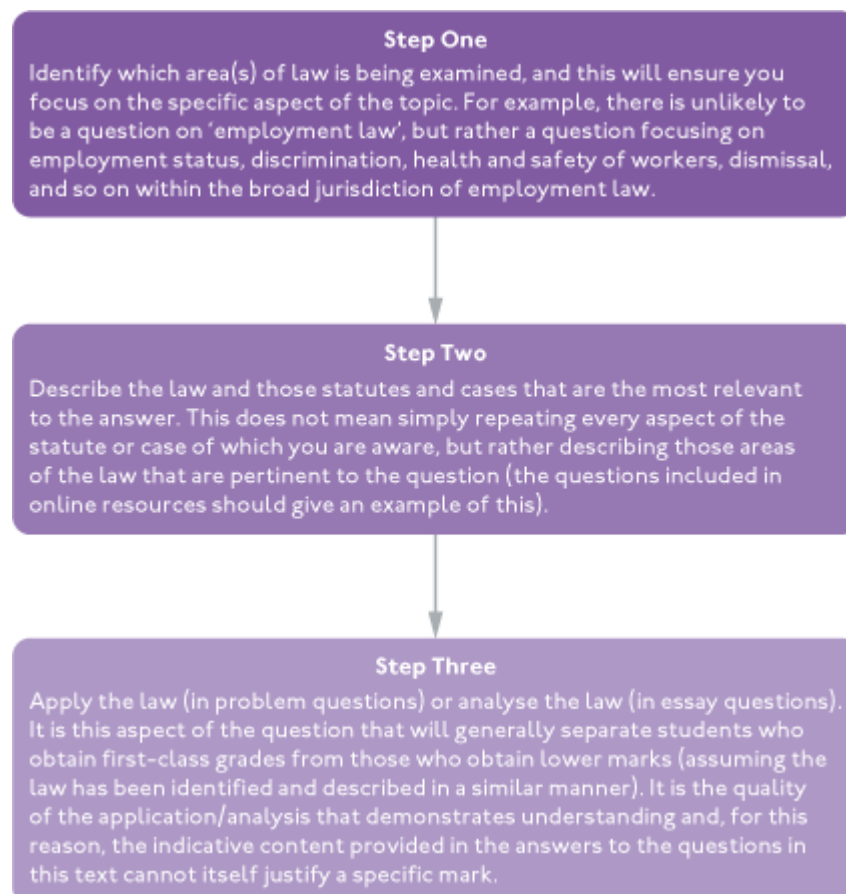 Step One
Identify which area(s) of law is being examined, and this will ensure you
focus on the specific aspect of the topic. For example, there is unlikely to
be a question on ‘employment law’, but rather a question focusing on
employment status, discrimination, health and safety of workers, dismissal,
and so on within the broad jurisdiction of employment law.
Step Two
Describe the law and those statutes and cases that are the most relevant
to the answer. This does not mean simply repeating every aspect of the
statute or case of which you are aware, but rather describing those areas
of the law that are pertinent to the question (the questions included in
online resources should give an example of this).
Step Three
Apply the law (in problem questions) or analyse the law (in essay questions).
It is this aspect of the question that will generally separate students who
obtain first-class grades from those who obtain lower marks (assuming the
law has been identified and described in a similar manner). It is the quality
of the application/analysis that demonstrates understanding and, for this
reason, the indicative content provided in the answers to the questions in
this text cannot itself justify a specific mark.